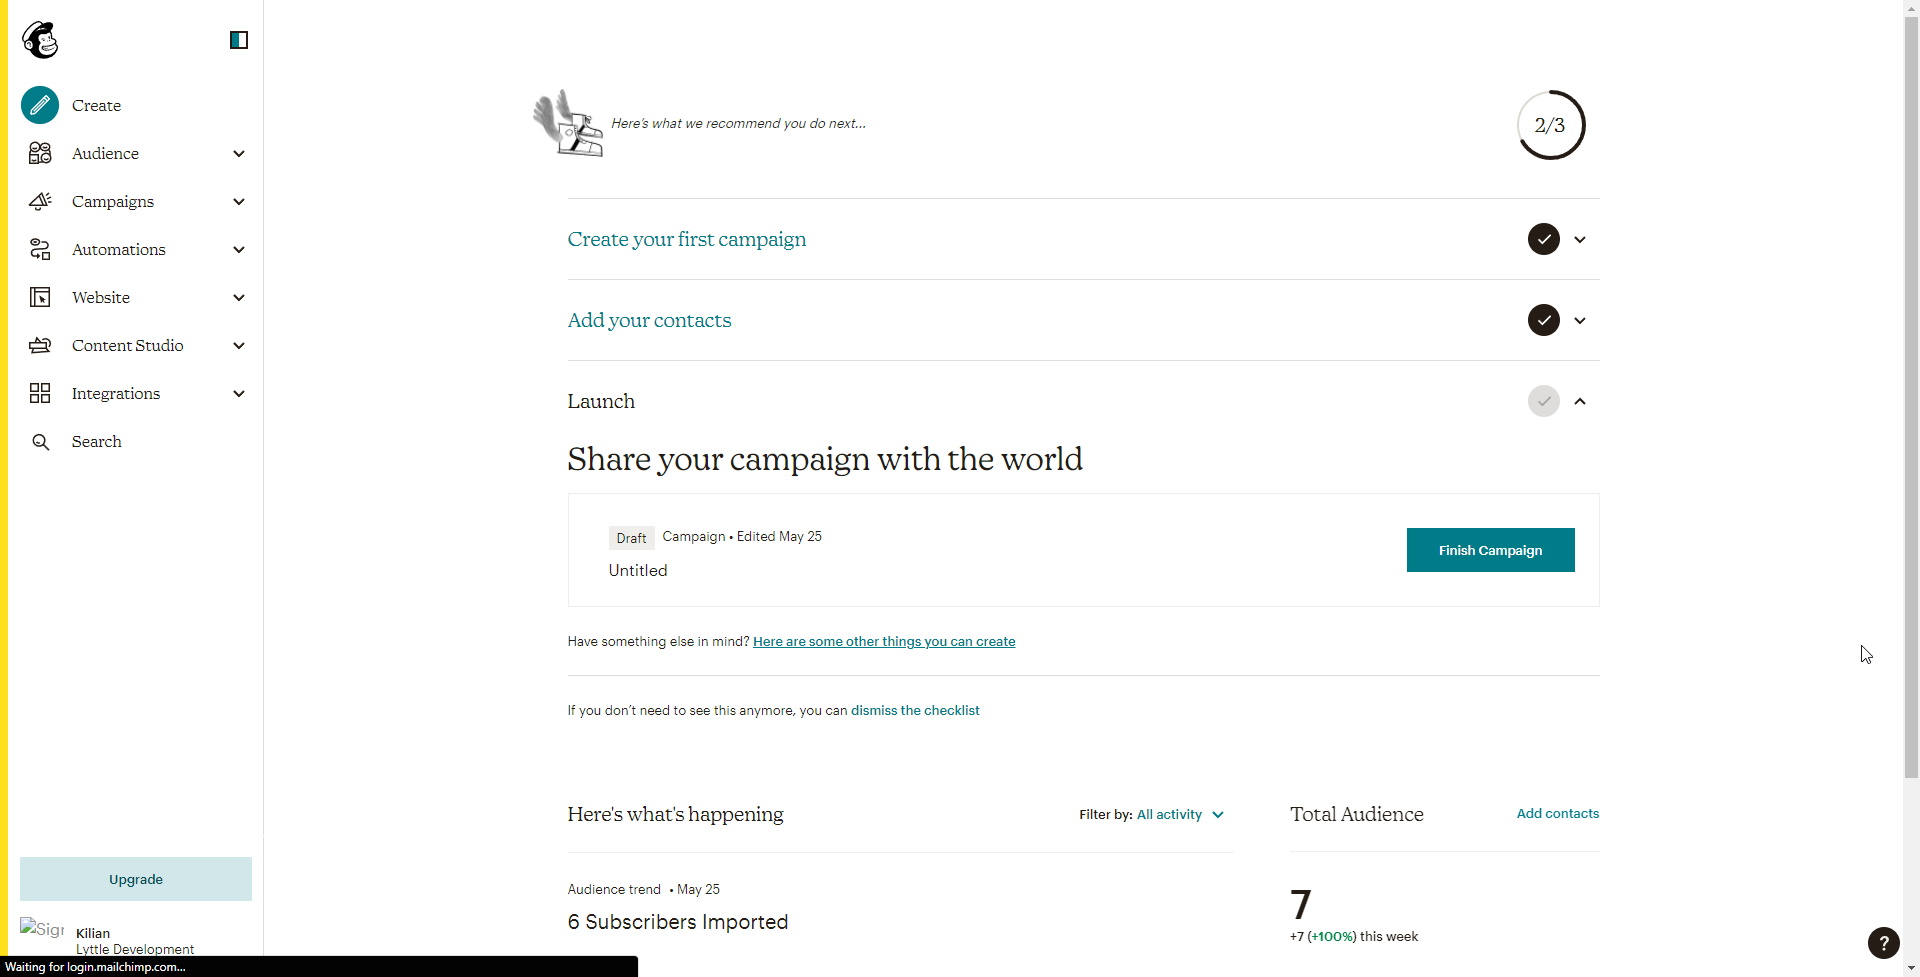 Create
Audience
Campaigns
Automations
Website
Content Studio
Integrations
Search
Upgrade
Kilian
Lyttle Development
Waiting for login.mailchimp.com...
Here's what we recommend you do next...
2/3
Create your first campaign
Add your contacts
Launch
Share your campaign with the world
Draft Campaign • Edited May 25
Untitled
Finish Campaign
Have something else in mind? Here are some other things you can create
If you don't need to see this anymore, you can dismiss the checklist
Here's what's happening
Filter by: All activity
Audience trend • May 25
6 Subscribers Imported
Total Audience
Add contacts
7
+7 (+100%) this week
?